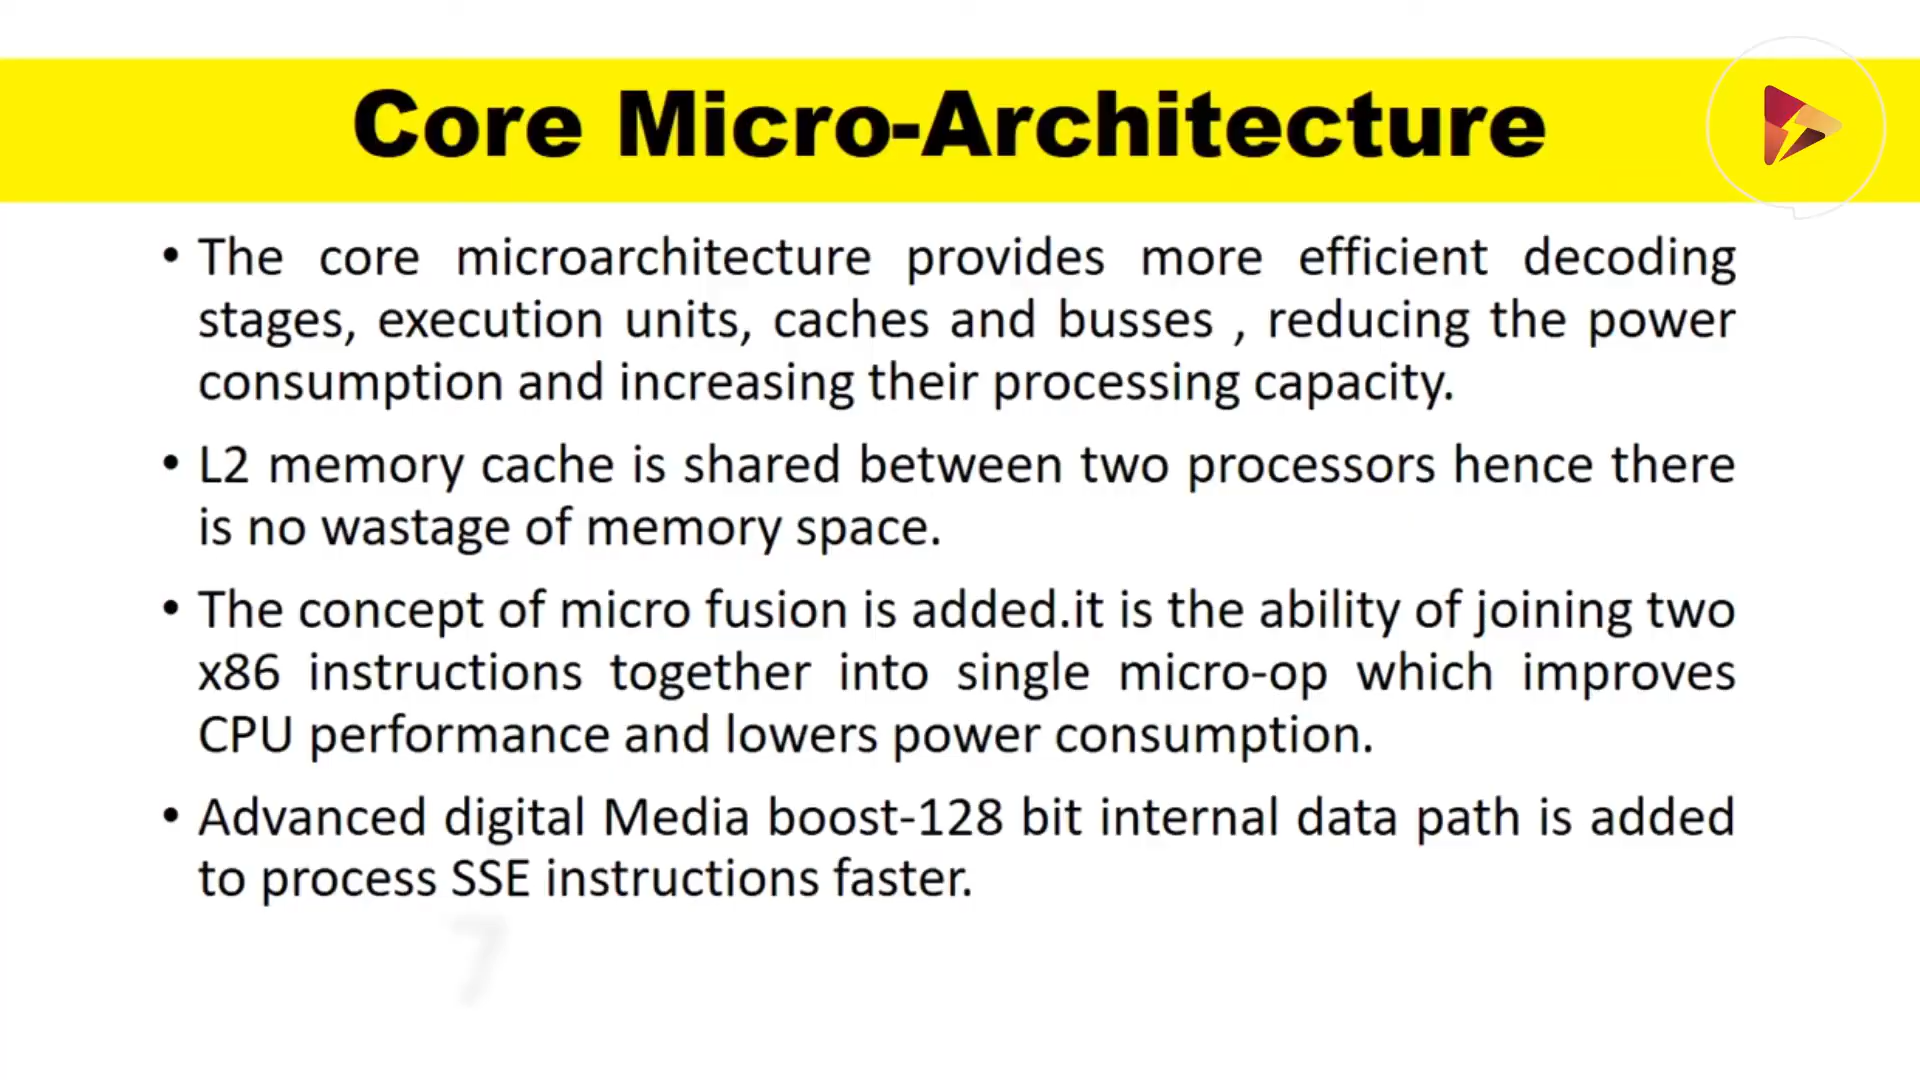 Core Micro-Architecture
• The core microarchitecture provides more efficient decoding
stages, execution units, caches and busses , reducing the power
consumption and increasing their processing capacity.
• L2 memory cache is shared between two processors hence there
is no wastage of memory space.
• The concept of micro fusion is added.it is the ability of joining two
x86 instructions together into single micro-op which improves
CPU performance and lowers power consumption.
• Advanced digital Media boost-128 bit internal data path is added
to process SSE instructions faster.
7